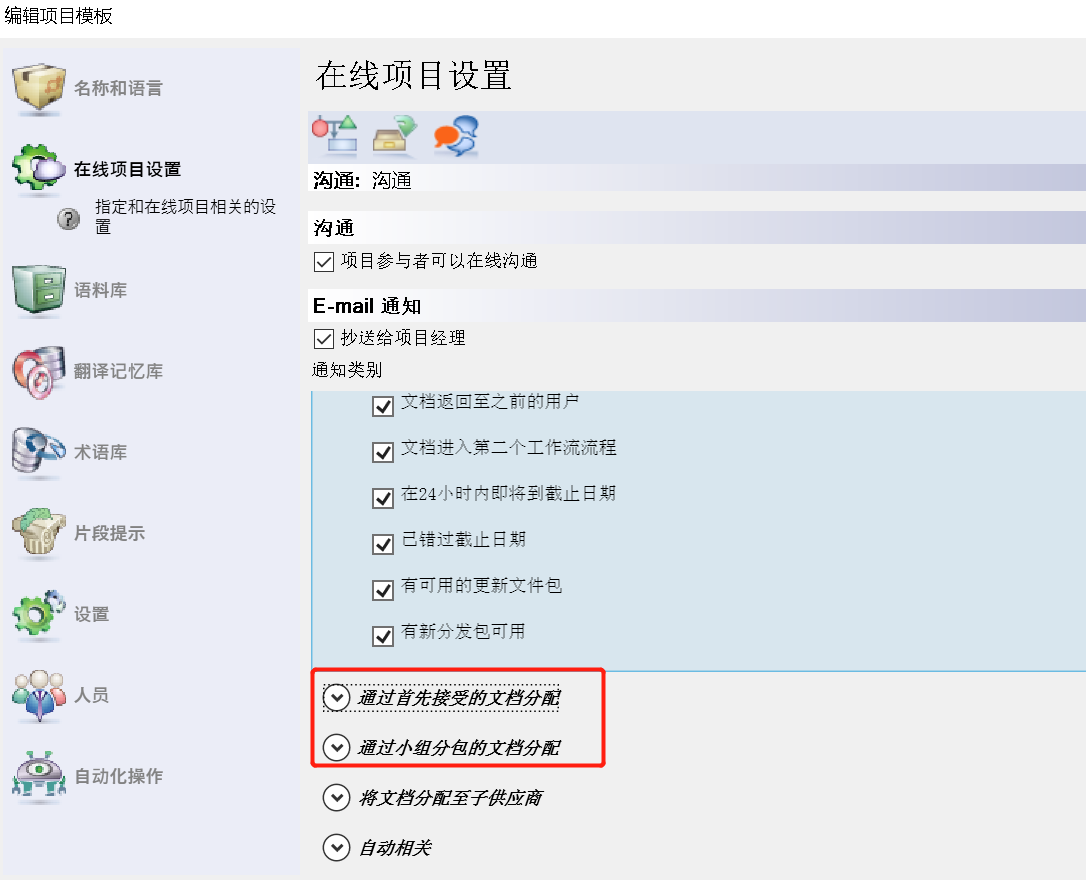 编辑项目模板
名称和语言
在线项目设置
指定和在线项目相关的设
置
语料库
翻译记忆库
术语库
片段提示
设置
人员
自动化操作
在线项目设置
沟通: 沟通
沟通
项目参与者可以在线沟通
E-mail 通知
抄送给项目经理
通知类别
文档返回至之前的用户
文档进入第二个工作流流程
在24小时内即将到截止日期
已错过截止日期
有可用的更新文件包
有新分发包可用
通过首先接受的文档分配
通过小组分包的文档分配
将文档分配至子供应商
自动相关